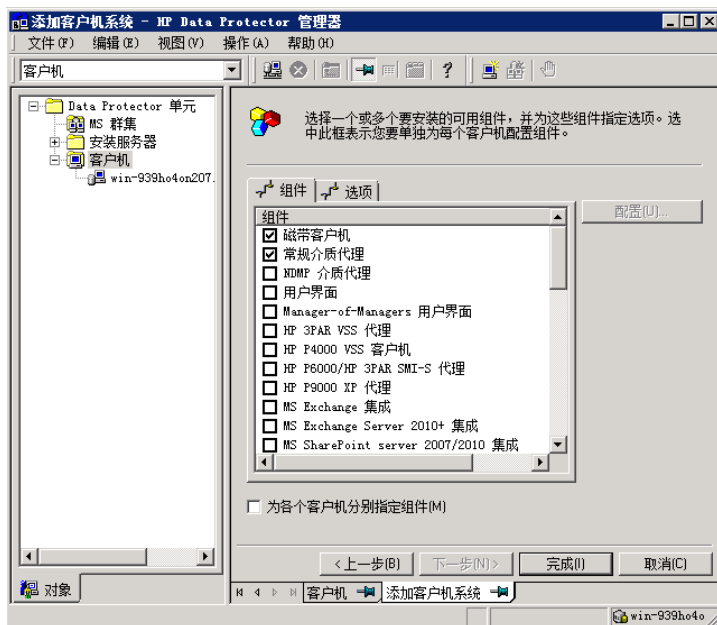 添加客户机系统 - HP Data Protector 管理器
文件(F) 编辑(E) 视图(V) 操作(A) 帮助(H)
客户机
Data Protector 单元
MS 群集
安装服务器
客户机
win-939ho4on207.
选择一个或多个要安装的可用组件，并为这些组件指定选项。选
中此框表示您要单独为每个客户机配置组件。
组件 选项
配置(U)...
组件
磁带客户机
常规介质代理
NDMP 介质代理
用户界面
Manager-of-Managers 用户界面
HP 3PAR VSS 代理
HP P4000 VSS 客户机
HP P6000/HP 3PAR SMI-S 代理
HP P9000 XP 代理
MS Exchange 集成
MS Exchange Server 2010+ 集成
MS SharePoint server 2007/2010 集成
为各个客户机分别指定组件(M)
<上一步(B) 下一步(N)> 完成(I) 取消(C)
对象
客户机 添加客户机系统
win-939ho4o